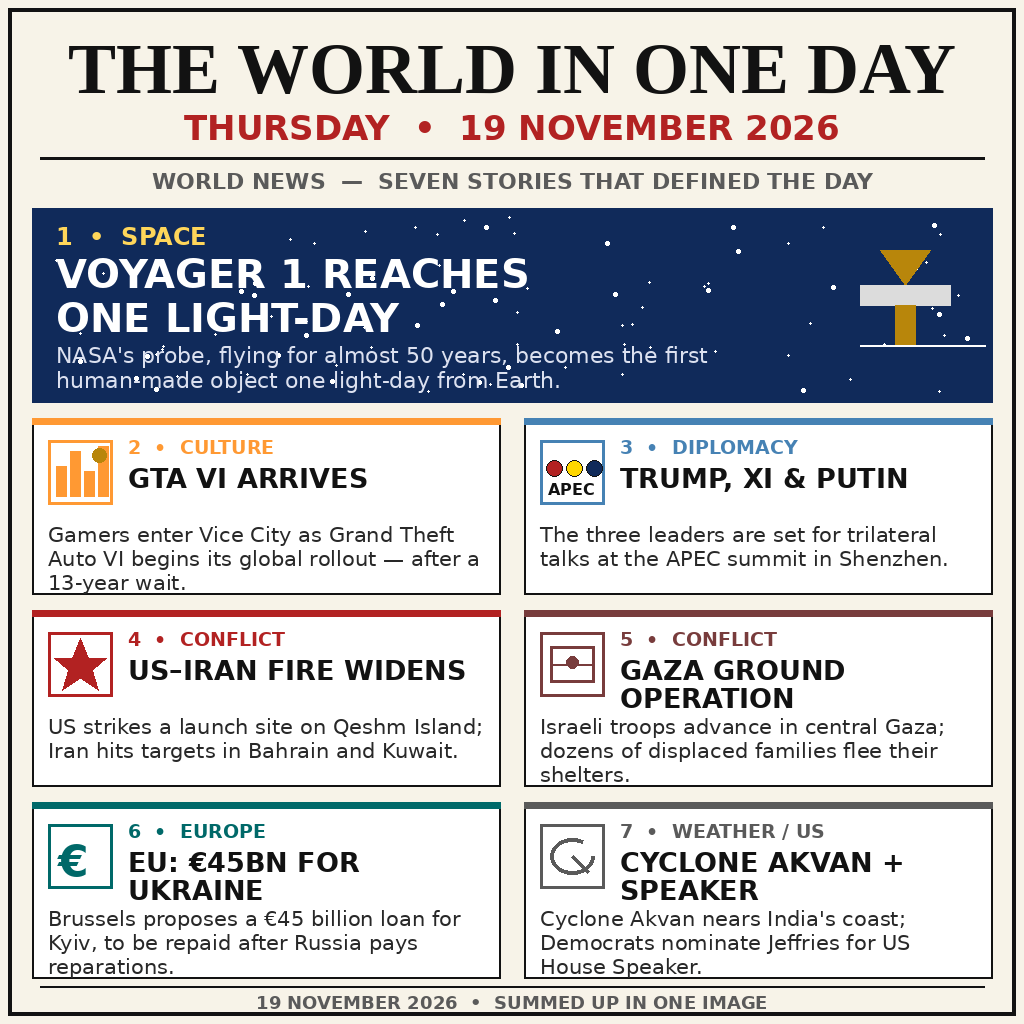 THE WORLD IN ONE DAY
THURSDAY • 19 NOVEMBER 2026
WORLD NEWS — SEVEN STORIES THAT DEFINED THE DAY
1 • SPACE
VOYAGER 1 REACHES
ONE LIGHT-DAY
NASA's probe, flying for almost 50 years, becomes the first
human-made object one light-day from Earth.
2 • CULTURE
GTA VI ARRIVES
Gamers enter Vice City as Grand Theft
Auto VI begins its global rollout — after a
13-year wait.
3 • DIPLOMACY
APEC
TRUMP, XI & PUTIN
The three leaders are set for trilateral
talks at the APEC summit in Shenzhen.
4 • CONFLICT
US–IRAN FIRE WIDENS
US strikes a launch site on Qeshm Island;
Iran hits targets in Bahrain and Kuwait.
5 • CONFLICT
GAZA GROUND
OPERATION
Israeli troops advance in central Gaza;
dozens of displaced families flee their
shelters.
6 • EUROPE
€
EU: €45BN FOR
UKRAINE
Brussels proposes a €45 billion loan for
Kyiv, to be repaid after Russia pays
reparations.
7 • WEATHER / US
CYCLONE AKVAN +
SPEAKER
Cyclone Akvan nears India's coast;
Democrats nominate Jeffries for US
House Speaker.
19 NOVEMBER 2026 • SUMMED UP IN ONE IMAGE